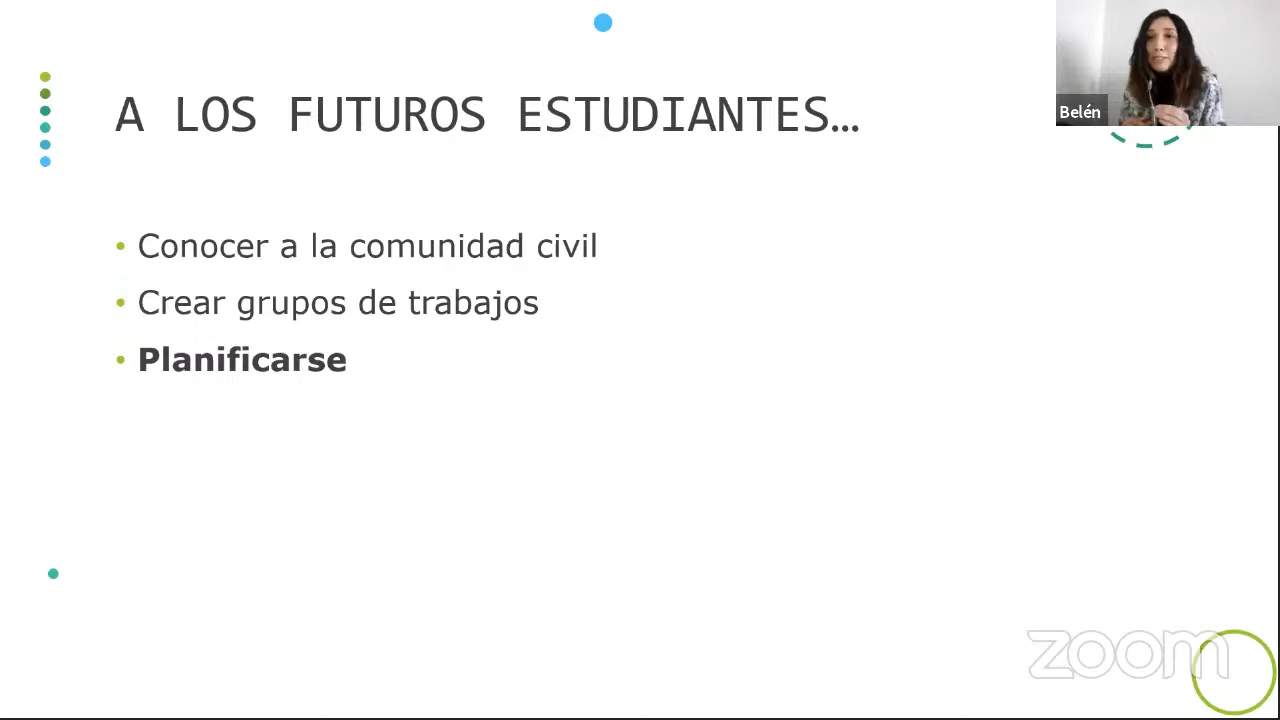 A LOS FUTUROS ESTUDIANTES…
Belén
• Conocer a la comunidad civil
• Crear grupos de trabajos
• Planificarse
zoom